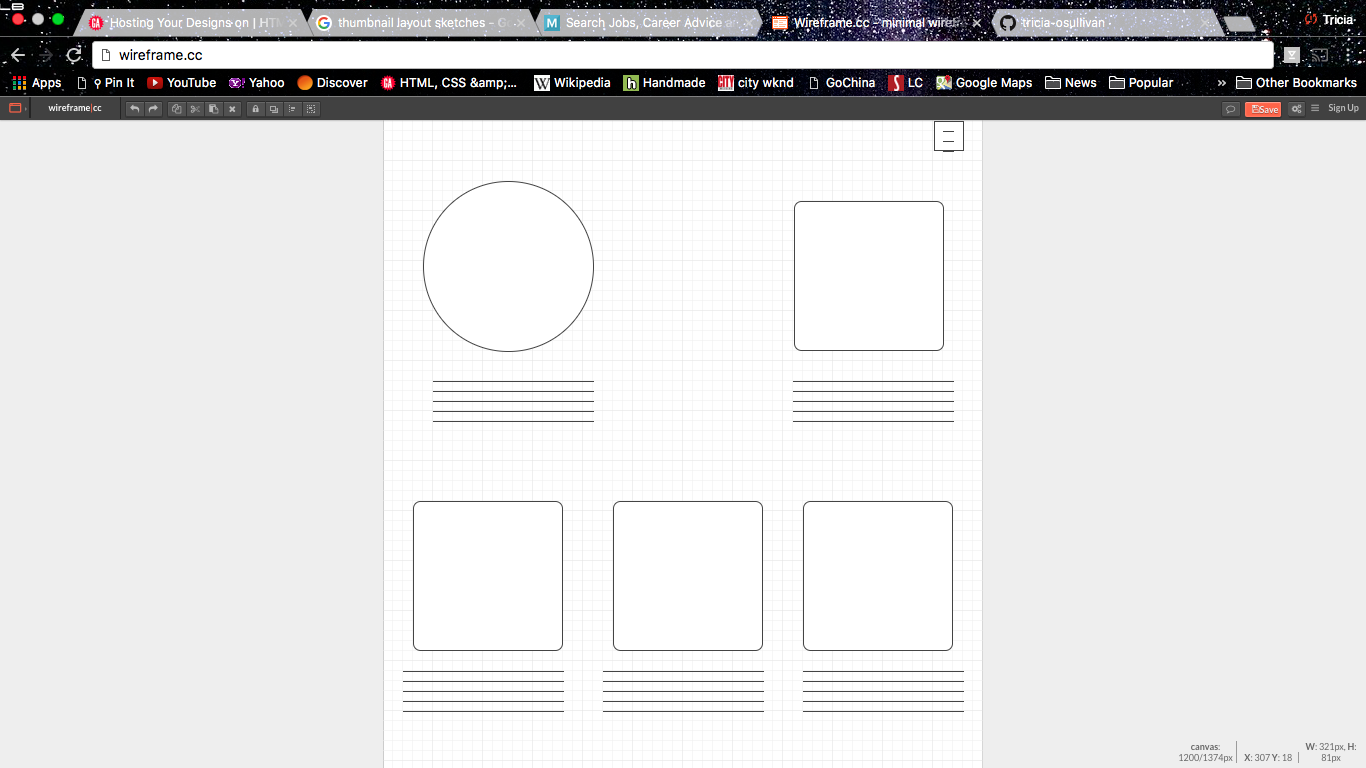 Hosting Your Designs on | HTM
thumbnail layout sketches - G
Search Jobs, Career Advice a
Wireframe.cc - minimal wires
tricia-osullivan
Tricia
wireframe.cc
Apps
Pin It
YouTube
Yahoo
Discover
HTML, CSS &amp;...
Wikipedia
Handmade
city wknd
GoChina
LC
Google Maps
News
Popular
»
Other Bookmarks
wireframe|cc
Save
Sign Up
canvas:
1200/1374px
X: 307 Y: 18
W: 321px, H:
81px